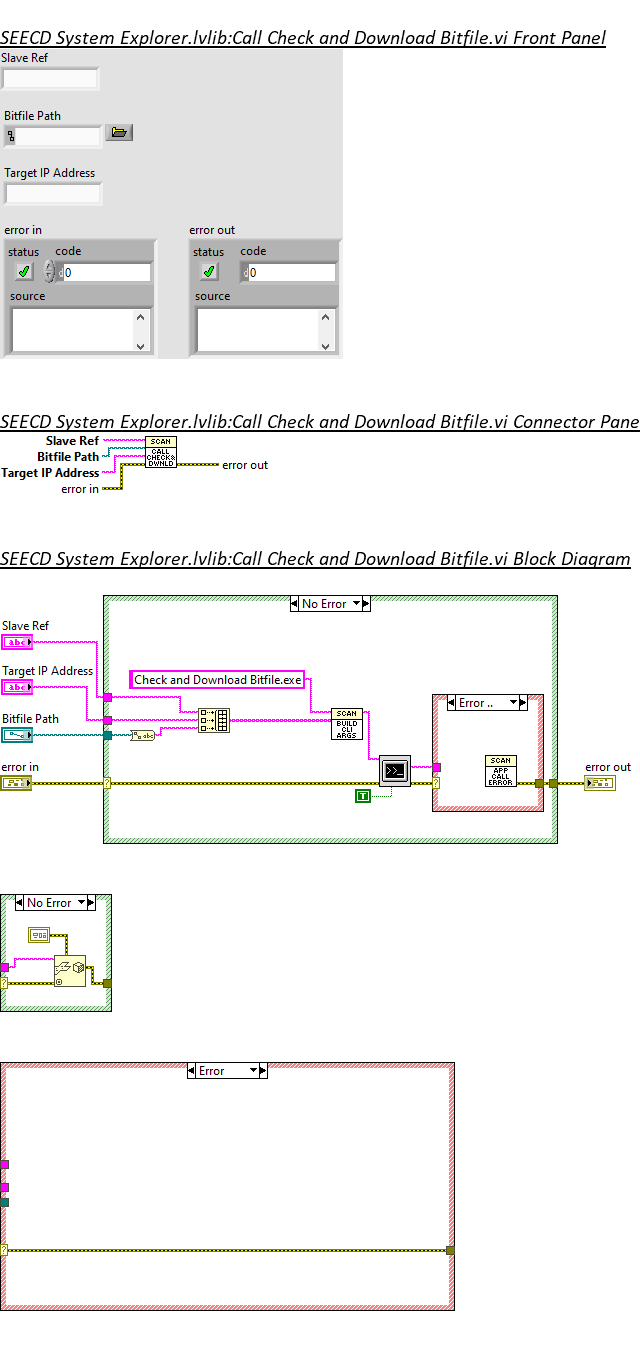 SEECD System Explorer.lvlib:Call Check and Download Bitfile.vi Front Panel
Slave Ref
Bitfile Path
Target IP Address
error in
error out
status code
status code
0
0
source
source
SEECD System Explorer.lvlib:Call Check and Download Bitfile.vi Connector Pane
Slave Ref
Bitfile Path
Target IP Address
error in
SCAN
CALL
CHECK&
DWNLD
error out
SEECD System Explorer.lvlib:Call Check and Download Bitfile.vi Block Diagram
No Error
Slave Ref
abc
Target IP Address
abc
Bitfile Path
error in
Check and Download Bitfile.exe
abc
SCAN
BUILD
CLI
ARGS
T
Error ..
SCAN
APP
CALL
ERROR
error out
No Error
Error